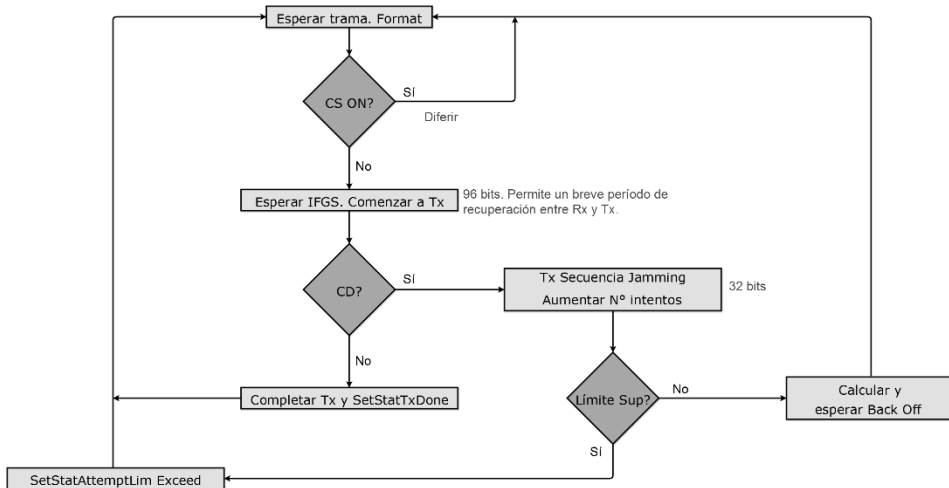 Esperar trama. Format
CS ON?
Sí
Diferir
No
Esperar IFGS. Comenzar a Tx
96 bits. Permite un breve período de
recuperación entre Rx y Tx.
CD?
Sí
Tx Secuencia Jamming
Aumentar N° intentos
32 bits
No
Completar Tx y SetStatTxDone
Límite Sup?
No
Calcular y
esperar Back Off
Sí
SetStatAttemptLim Exceed